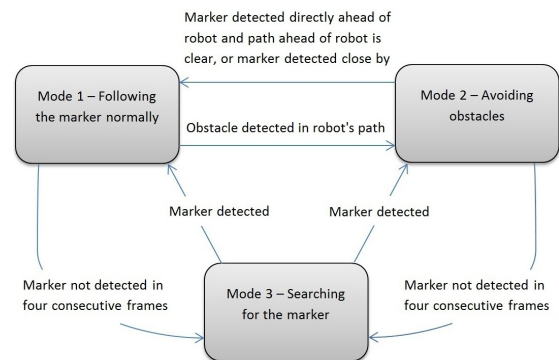 Marker detected directly ahead of
robot and path ahead of robot is
clear, or marker detected close by
Mode 1 – Following
the marker normally
Mode 2 – Avoiding
obstacles
Obstacle detected in robot's path
Marker detected
Marker detected
Marker not detected in
four consecutive frames
Mode 3 – Searching
for the marker
Marker not detected in
four consecutive frames